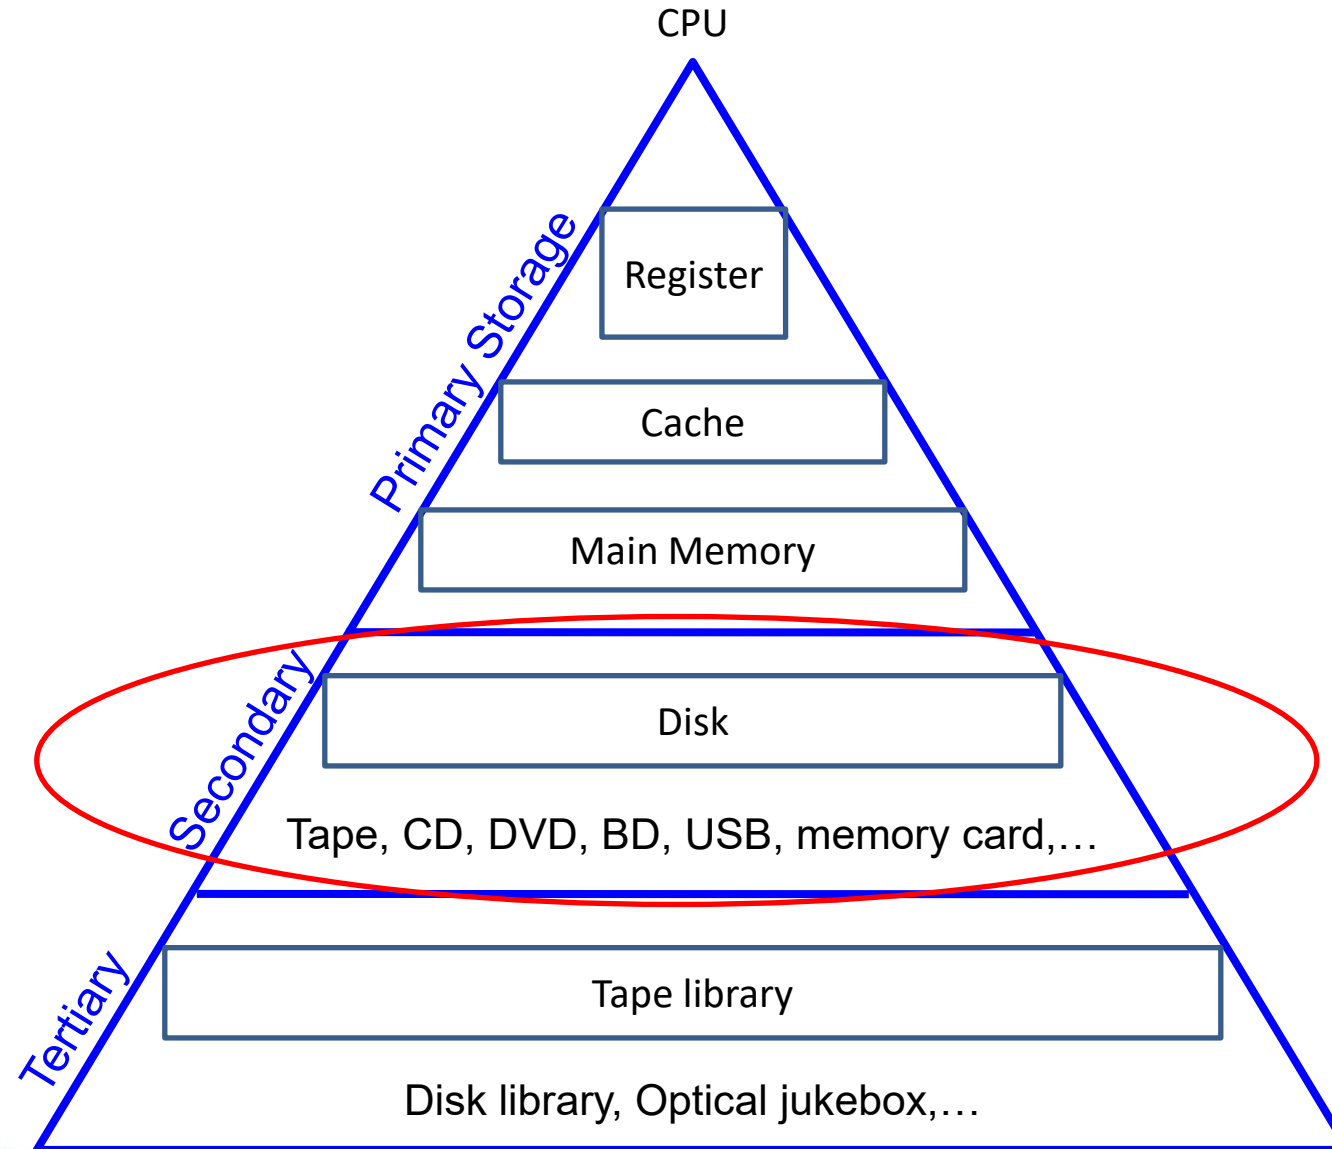 CPU
Primary Storage
Register
Cache
Main Memory
Secondary
Disk
Tape, CD, DVD, BD, USB, memory card,…
Tertiary
Tape library
Disk library, Optical jukebox,…